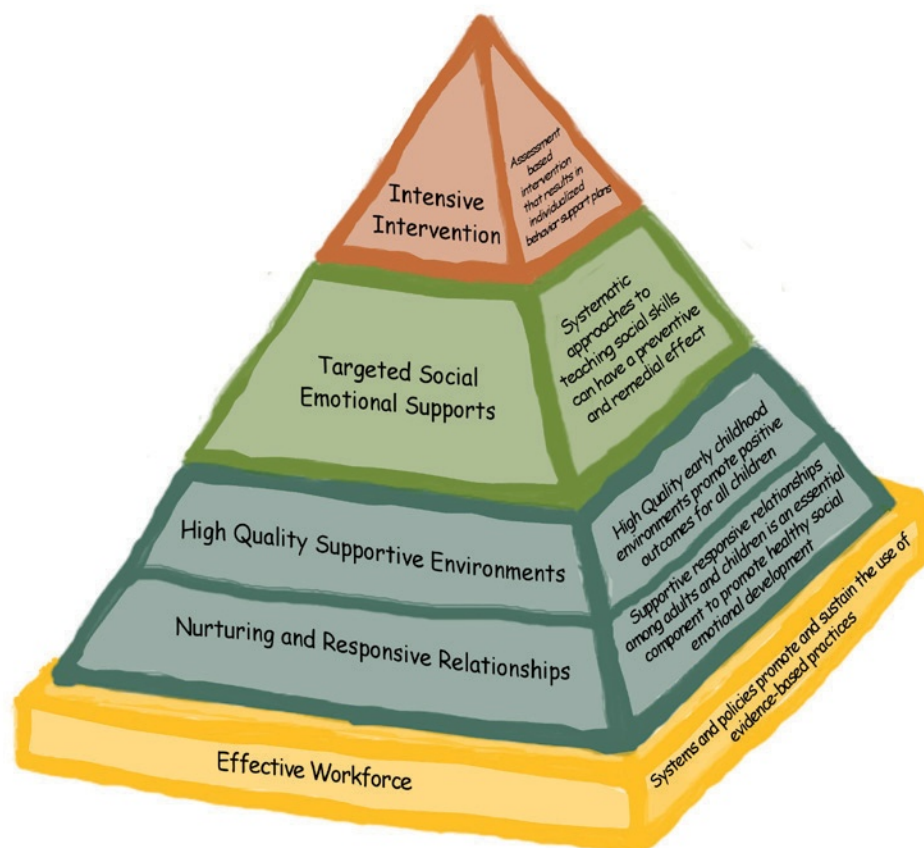 Intensive
Intervention
Assessment
based
intervention
that results in
individualized
behavior support plans
Targeted Social
Emotional Supports
Systematic
approaches to
teaching social skills
can have a preventive
and remedial effect
High Quality Supportive Environments
High Quality early childhood
environments promote positive
outcomes for all children
Nurturing and Responsive Relationships
Supportive responsive relationships
among adults and children is an essential
component to promote healthy social
emotional development
Effective Workforce
Systems and policies promote and sustain the use of
evidence-based practices